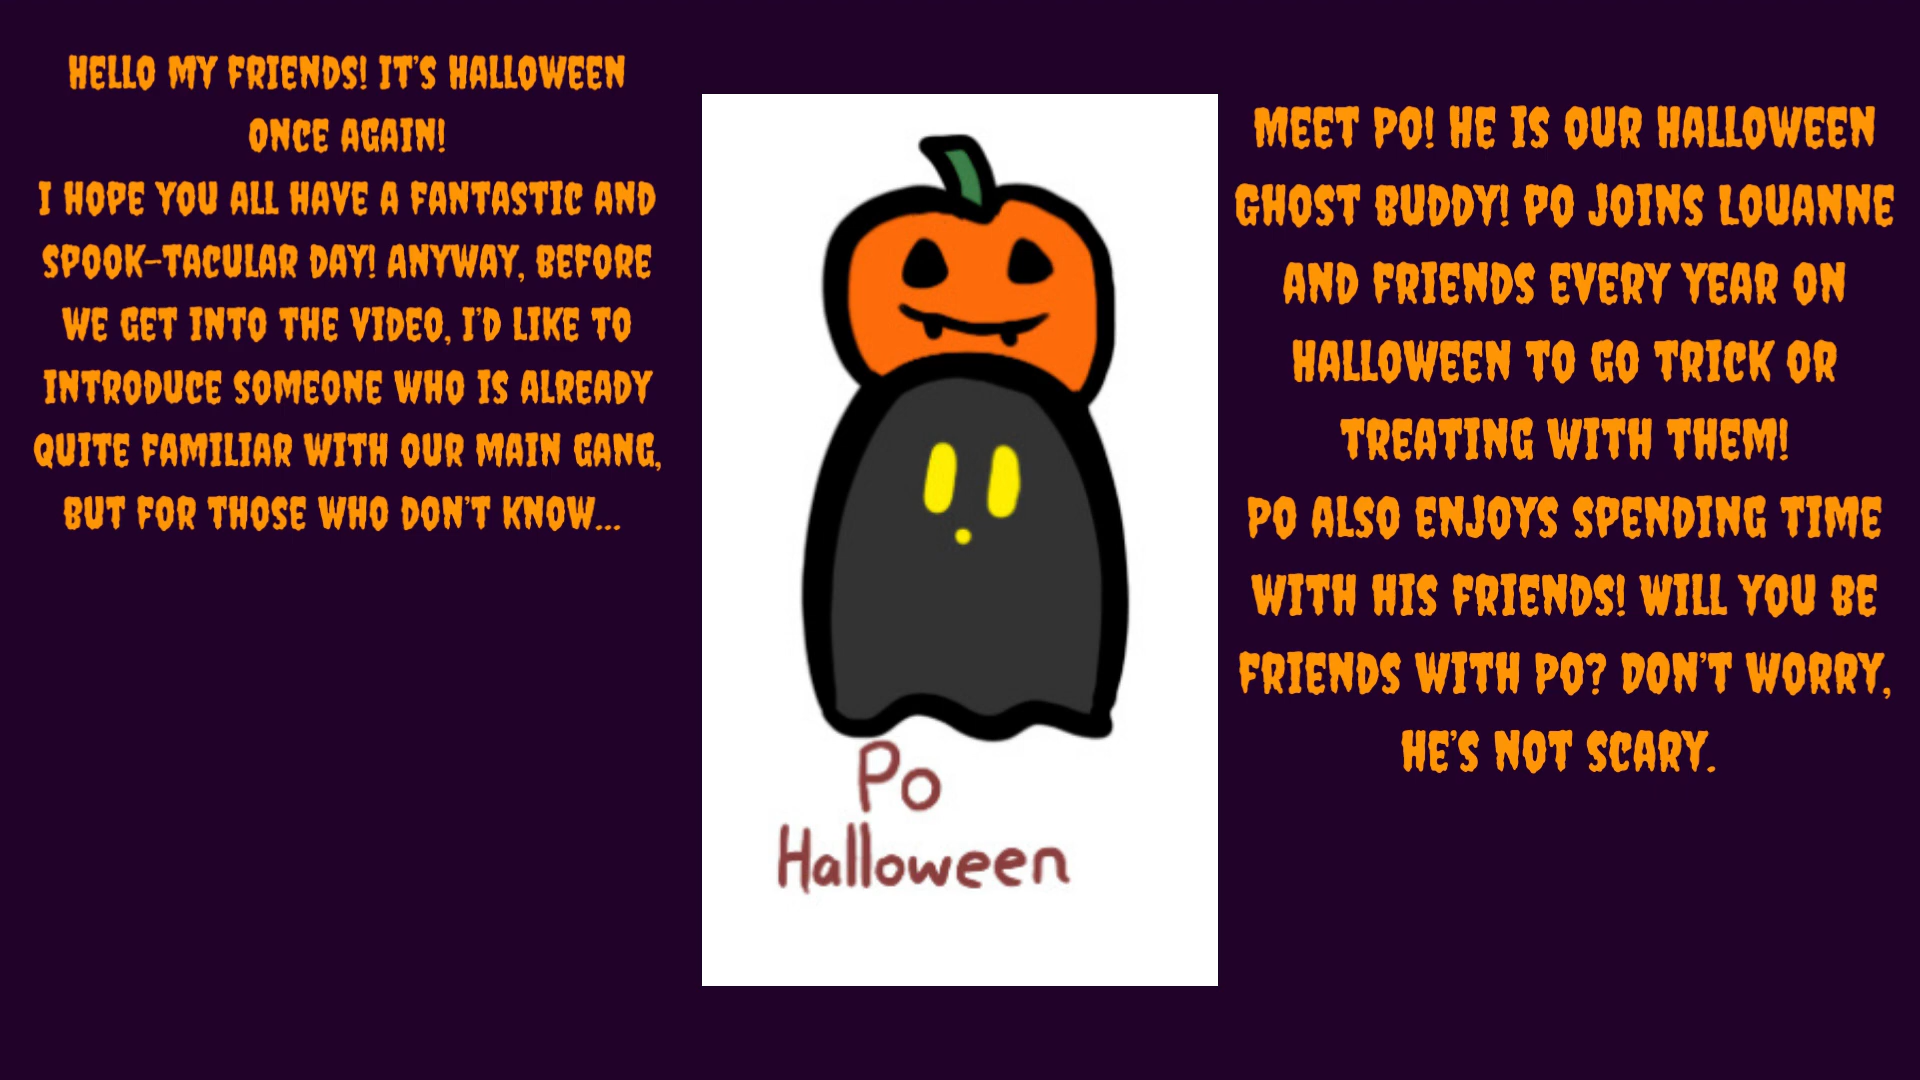 HELLO MY FRIENDS! IT'S HALLOWEEN
ONCE AGAIN!
I HOPE YOU ALL HAVE A FANTASTIC AND
SPOOK-TACULAR DAY! ANYWAY, BEFORE
WE GET INTO THE VIDEO, I'D LIKE TO
INTRODUCE SOMEONE WHO IS ALREADY
QUITE FAMILIAR WITH OUR MAIN GANG,
BUT FOR THOSE WHO DON'T KNOW...
Po
Halloween
MEET PO! HE IS OUR HALLOWEEN
GHOST BUDDY! PO JOINS LOUANNE
AND FRIENDS EVERY YEAR ON
HALLOWEEN TO GO TRICK OR
TREATING WITH THEM!
PO ALSO ENJOYS SPENDING TIME
WITH HIS FRIENDS! WILL YOU BE
FRIENDS WITH PO? DON'T WORRY,
HE'S NOT SCARY.